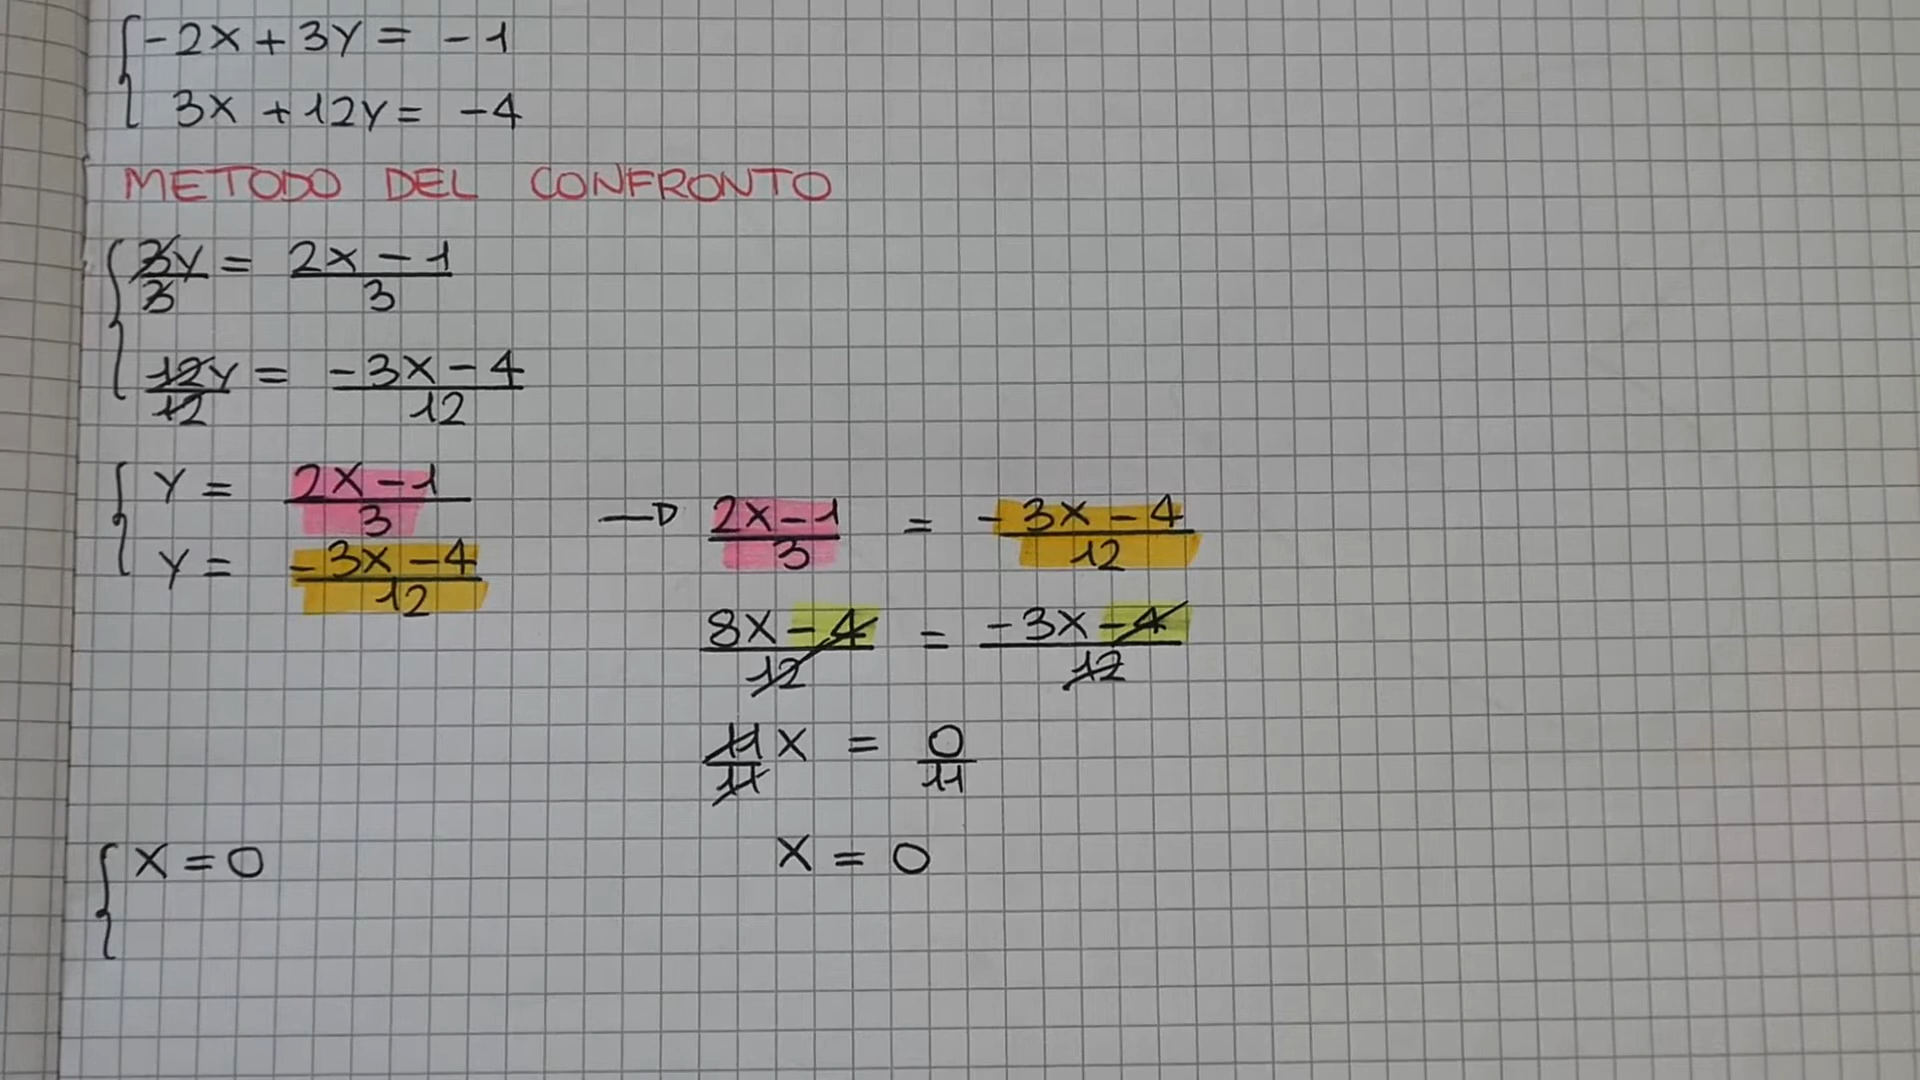 -2X + 3Y = -1
3X + 12Y = -4
METODO DEL CONFRONTO
3Y/3 = 2X - 1/3
12Y/12 = -3X - 4/12
Y = 2X - 1/3
Y = -3X - 4/12
→ 2X - 1/3 = -3X - 4/12
8X - 4/12 = -3X - 4/12
11/11 X = 0/11
X = 0
X = 0